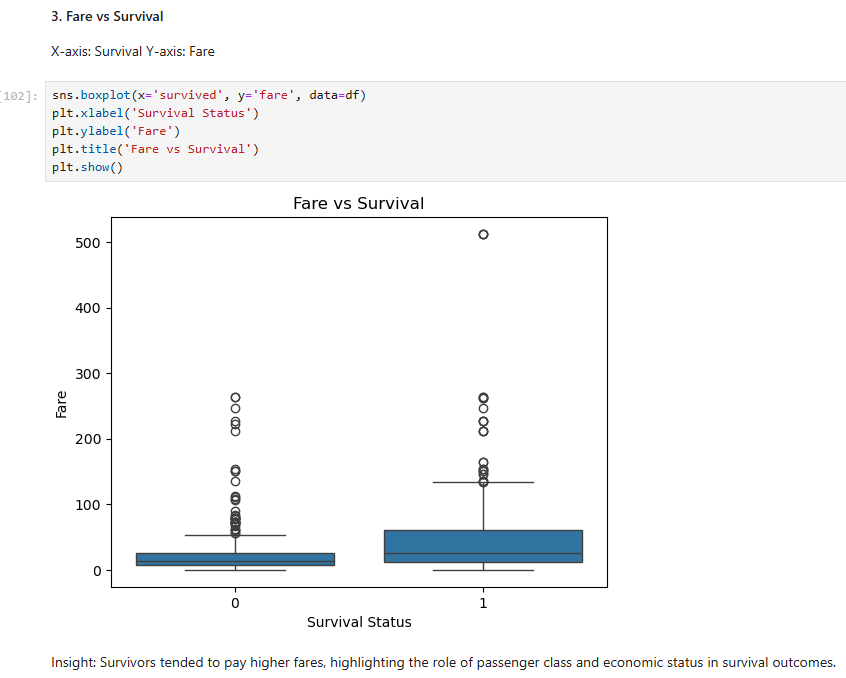 3. Fare vs Survival
X-axis: Survival Y-axis: Fare
[102]:
sns.boxplot(x='survived', y='fare', data=df)
plt.xlabel('Survival Status')
plt.ylabel('Fare')
plt.title('Fare vs Survival')
plt.show()
Fare vs Survival
500
400
300
200
100
0
Fare
0 1
Survival Status
Insight: Survivors tended to pay higher fares, highlighting the role of passenger class and economic status in survival outcomes.